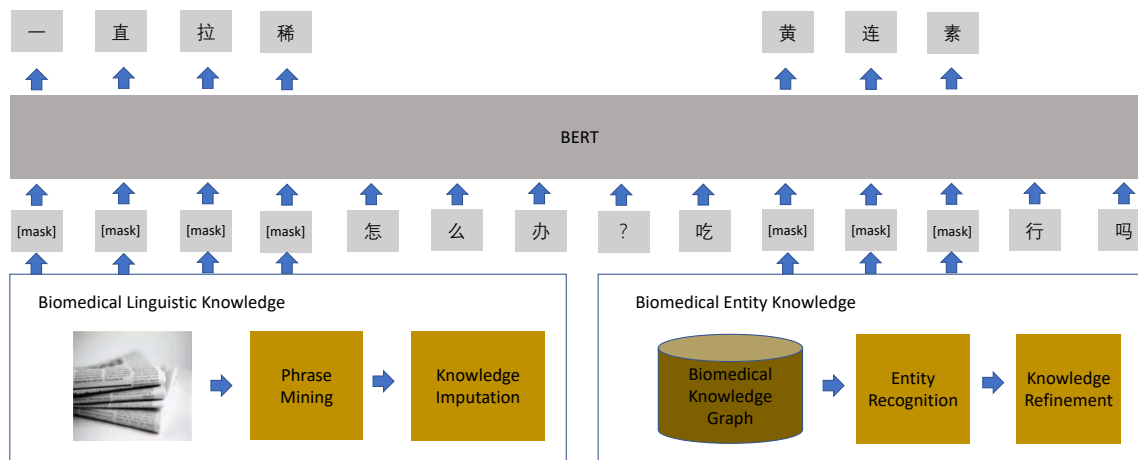 一 直 拉 稀 黄 连 素
BERT
[mask] [mask] [mask] [mask] 怎 么 办 ? 吃 [mask] [mask] [mask] 行 吗
Biomedical Linguistic Knowledge
Phrase
Mining
Knowledge
Imputation
Biomedical Entity Knowledge
Biomedical
Knowledge
Graph
Entity
Recognition
Knowledge
Refinement